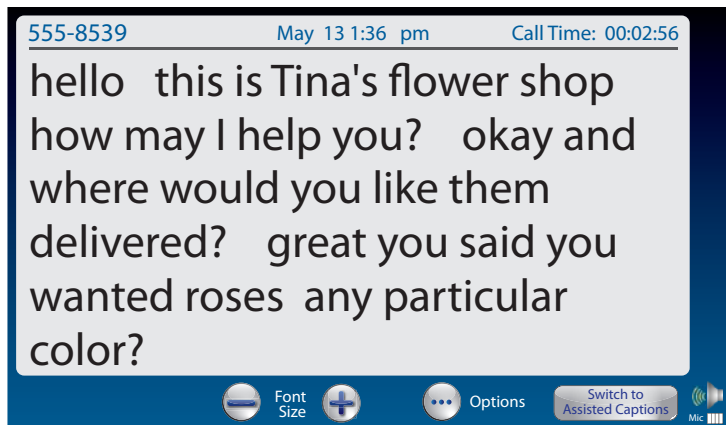 555-8539 May 13 1:36 pm Call Time: 00:02:56
hello this is Tina's flower shop
how may I help you? okay and
where would you like them
delivered? great you said you
wanted roses any particular
color?
Font
Size
Options
Switch to
Assisted Captions
Mic